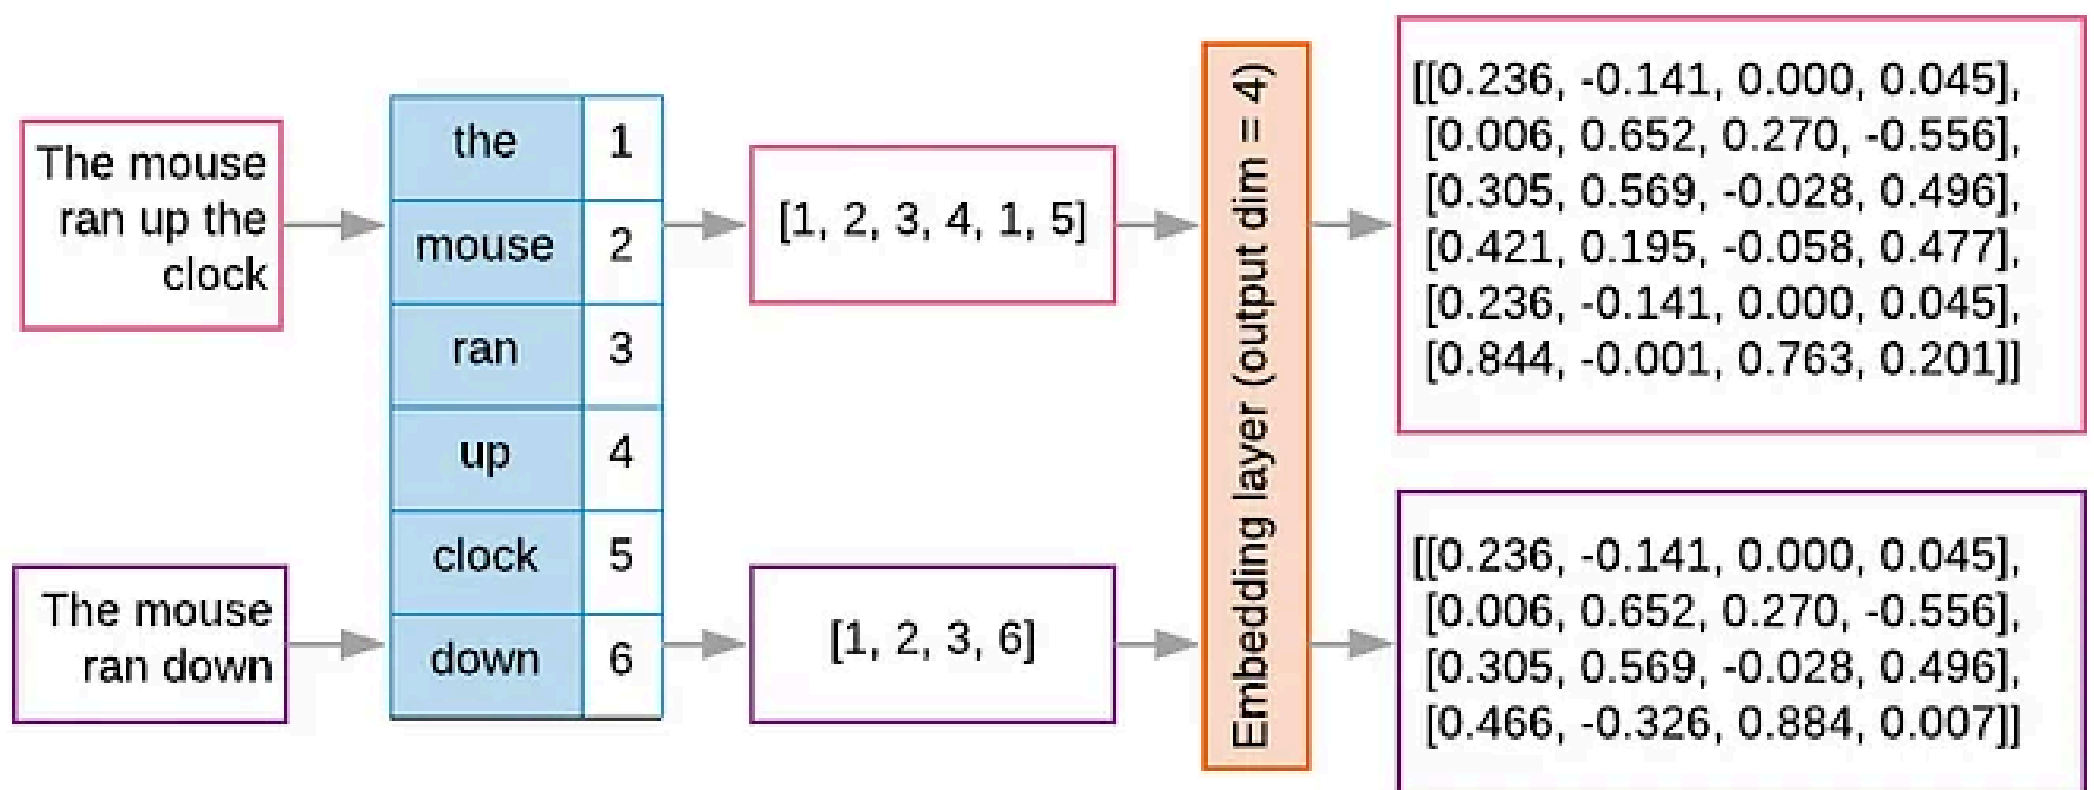 The mouse
ran up the
clock
the 1
mouse 2
ran 3
up 4
clock 5
down 6
[1, 2, 3, 4, 1, 5]
Embedding layer (output dim = 4)
[[0.236, -0.141, 0.000, 0.045],
[0.006, 0.652, 0.270, -0.556],
[0.305, 0.569, -0.028, 0.496],
[0.421, 0.195, -0.058, 0.477],
[0.236, -0.141, 0.000, 0.045],
[0.844, -0.001, 0.763, 0.201]]
The mouse
ran down
[1, 2, 3, 6]
[[0.236, -0.141, 0.000, 0.045],
[0.006, 0.652, 0.270, -0.556],
[0.305, 0.569, -0.028, 0.496],
[0.466, -0.326, 0.884, 0.007]]